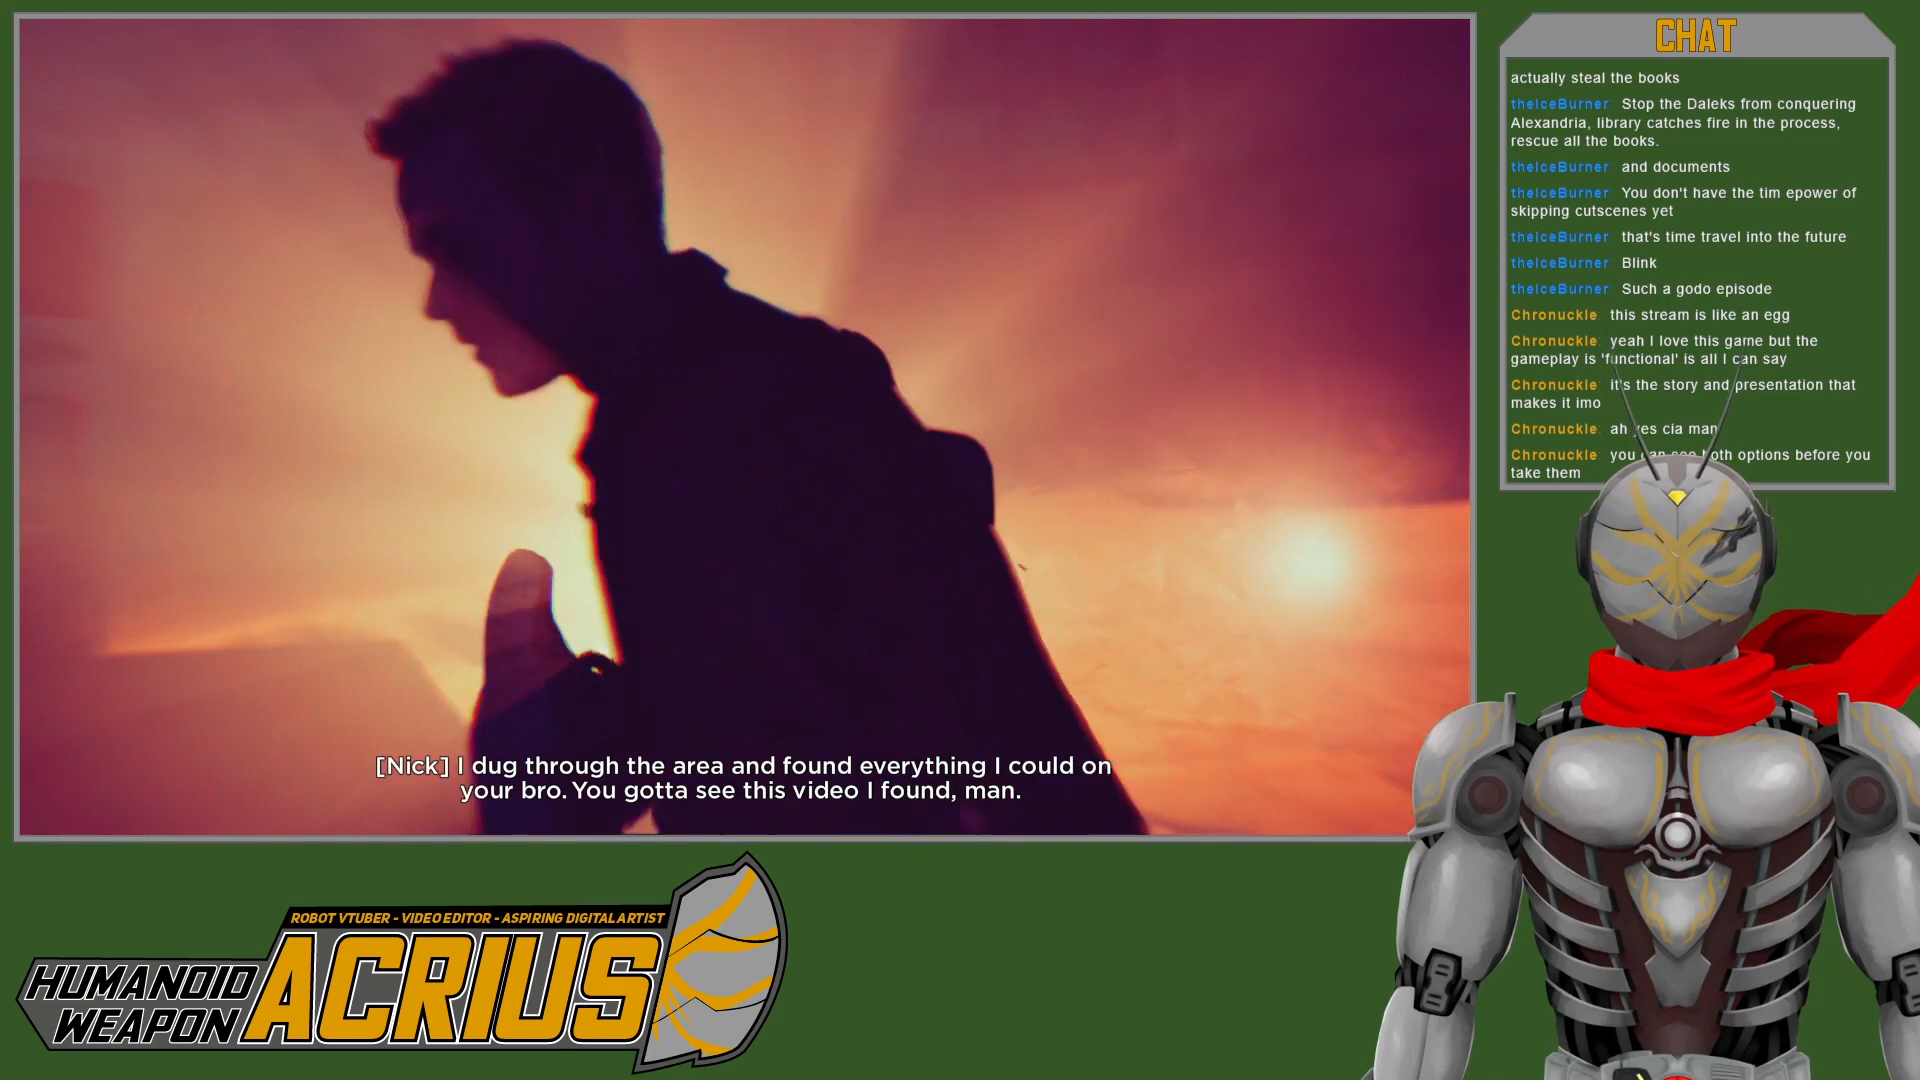 CHAT
actually steal the books
theIceBurner: Stop the Daleks from conquering
Alexandria, library catches fire in the process,
rescue all the books.
theIceBurner: and documents
theIceBurner: You don't have the tim epower of
skipping cutscenes yet
theIceBurner: that's time travel into the future
theIceBurner: Blink
theIceBurner: Such a godo episode
Chronuckle: this stream is like an egg
Chronuckle: yeah I love this game but the
gameplay is 'functional' is all I can say
Chronuckle: it's the story and presentation that
makes it imo
Chronuckle: ah yes cia man
Chronuckle: you can see both options before you
take them
[Nick] I dug through the area and found everything I could on
your bro. You gotta see this video I found, man.
ROBOT VTUBER - VIDEO EDITOR - ASPIRING DIGITAL ARTIST
HUMANOID
WEAPON
ACRIUS